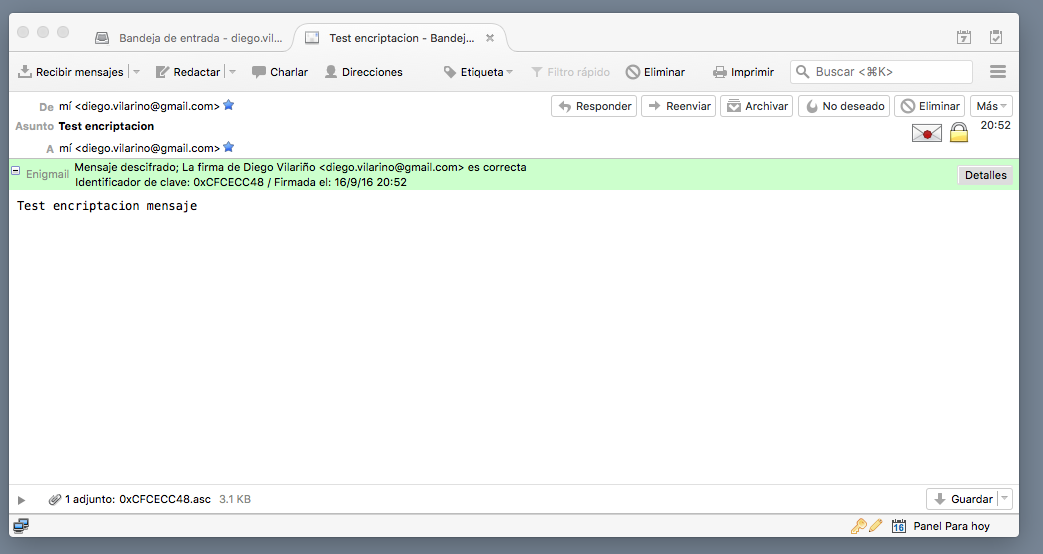 Bandeja de entrada - diego.vil...
Test encriptacion - Bandej...
7
Recibir mensajes
Redactar
Charlar
Direcciones
Etiqueta
Filtro rápido
Eliminar
Imprimir
Buscar <⌘K>
De mí <diego.vilarino@gmail.com>
Responder
Reenviar
Archivar
No deseado
Eliminar
Más
Asunto Test encriptacion
20:52
A mí <diego.vilarino@gmail.com>
Enigmail
Mensaje descifrado; La firma de Diego Vilariño <diego.vilarino@gmail.com> es correcta
Identificador de clave: 0xCFCECC48 / Firmada el: 16/9/16 20:52
Detalles
Test encriptacion mensaje
1 adjunto: 0xCFCECC48.asc 3.1 KB
Guardar
16
Panel Para hoy